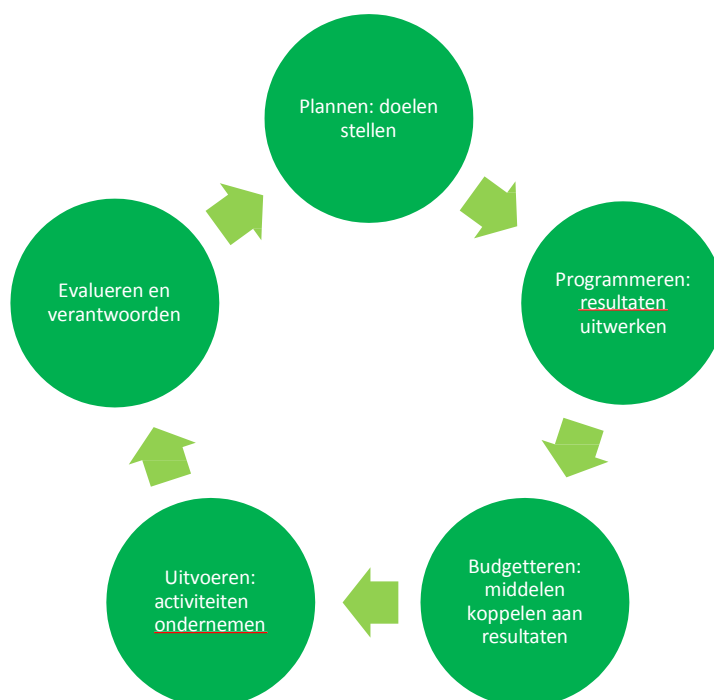 Plannen: doelen
stellen
Programmeren:
resultaten
uitwerken
Budgetteren:
middelen
koppelen aan
resultaten
Uitvoeren:
activiteiten
ondernemen
Evalueren en
verantwoorden